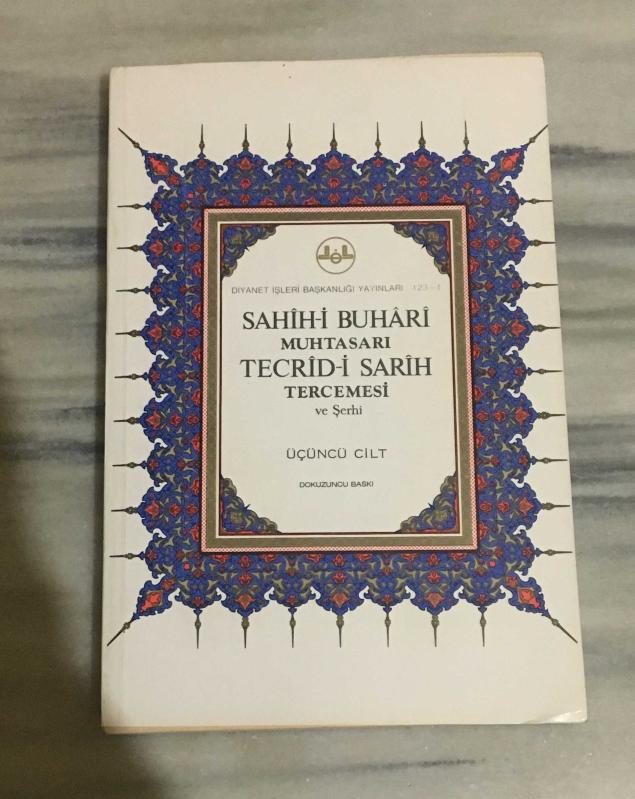 DİYANET İŞLERİ BAŞKANLIĞI YAYINLARI
SAHÎH-İ BUHÂRÎ
MUHTASARI
TECRÎD-İ SARÎH
TERCEMESİ
ve Şerhi
ÜÇÜNCÜ CİLT
DOKUZUNCU BASKI